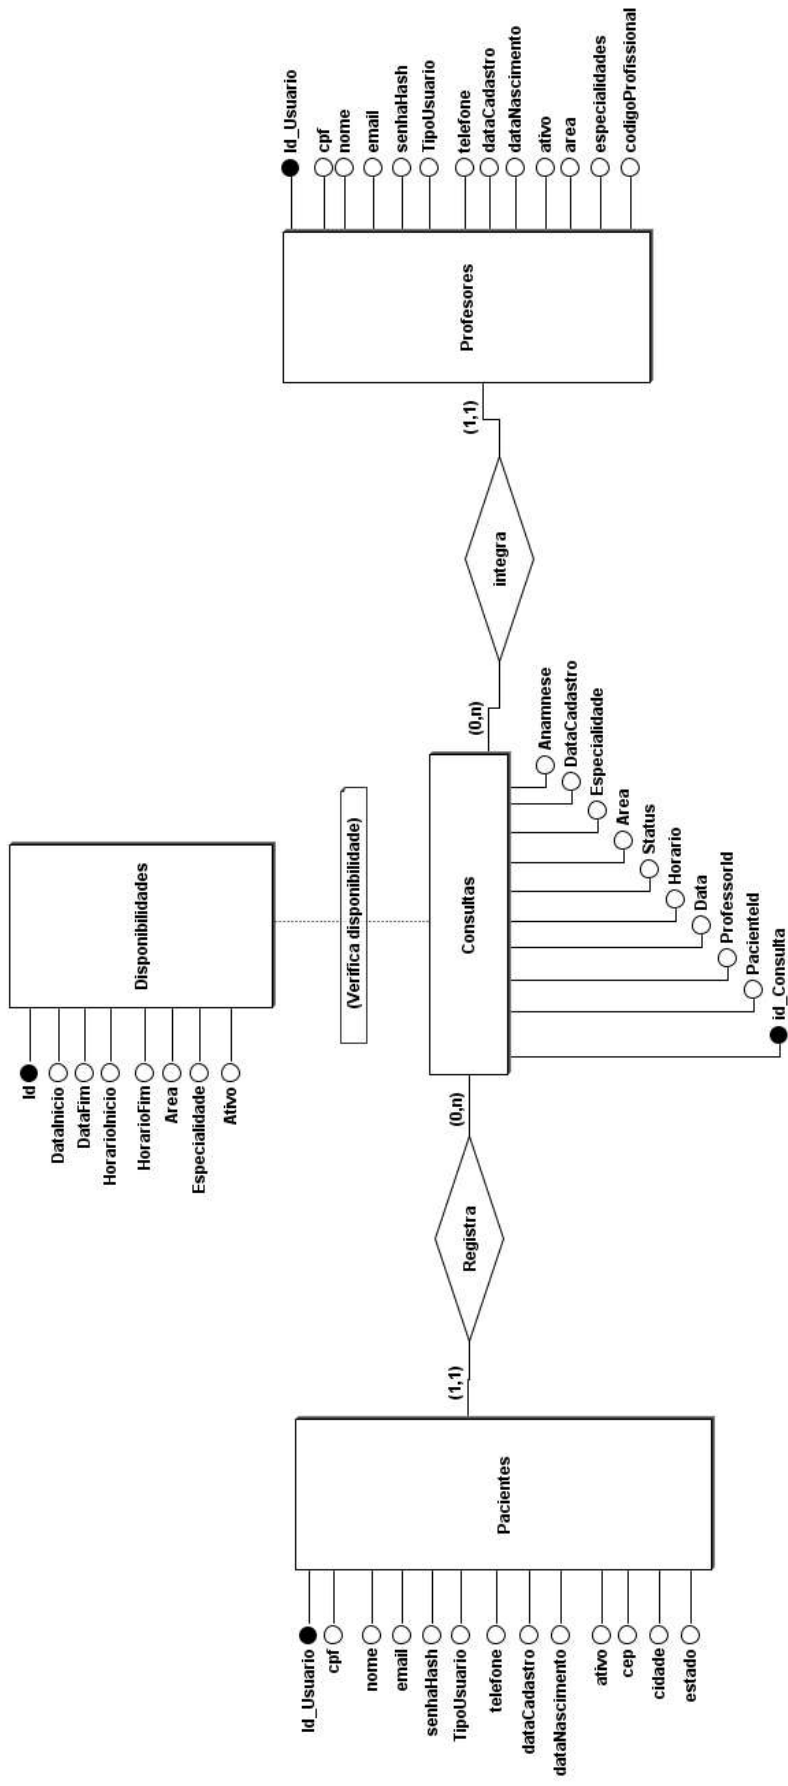 Disponibilidades
Id
DataInicio
DataFim
HorarioInicio
HorarioFim
Area
Especialidade
Ativo
(Verifica disponibilidade)
Pacientes
Id_Usuario
cpf
nome
email
senhaHash
TipoUsuario
telefone
dataCadastro
dataNascimento
ativo
cep
cidade
estado
(1,1)
Registra
(0,n)
Consultas
id_Consulta
PacienteId
ProfessorId
Data
Horario
Status
Area
Especialidade
DataCadastro
Anamnese
(0,n)
integra
(1,1)
Profesores
Id_Usuario
cpf
nome
email
senhaHash
TipoUsuario
telefone
dataCadastro
dataNascimento
ativo
area
especialidades
codigoProfissional